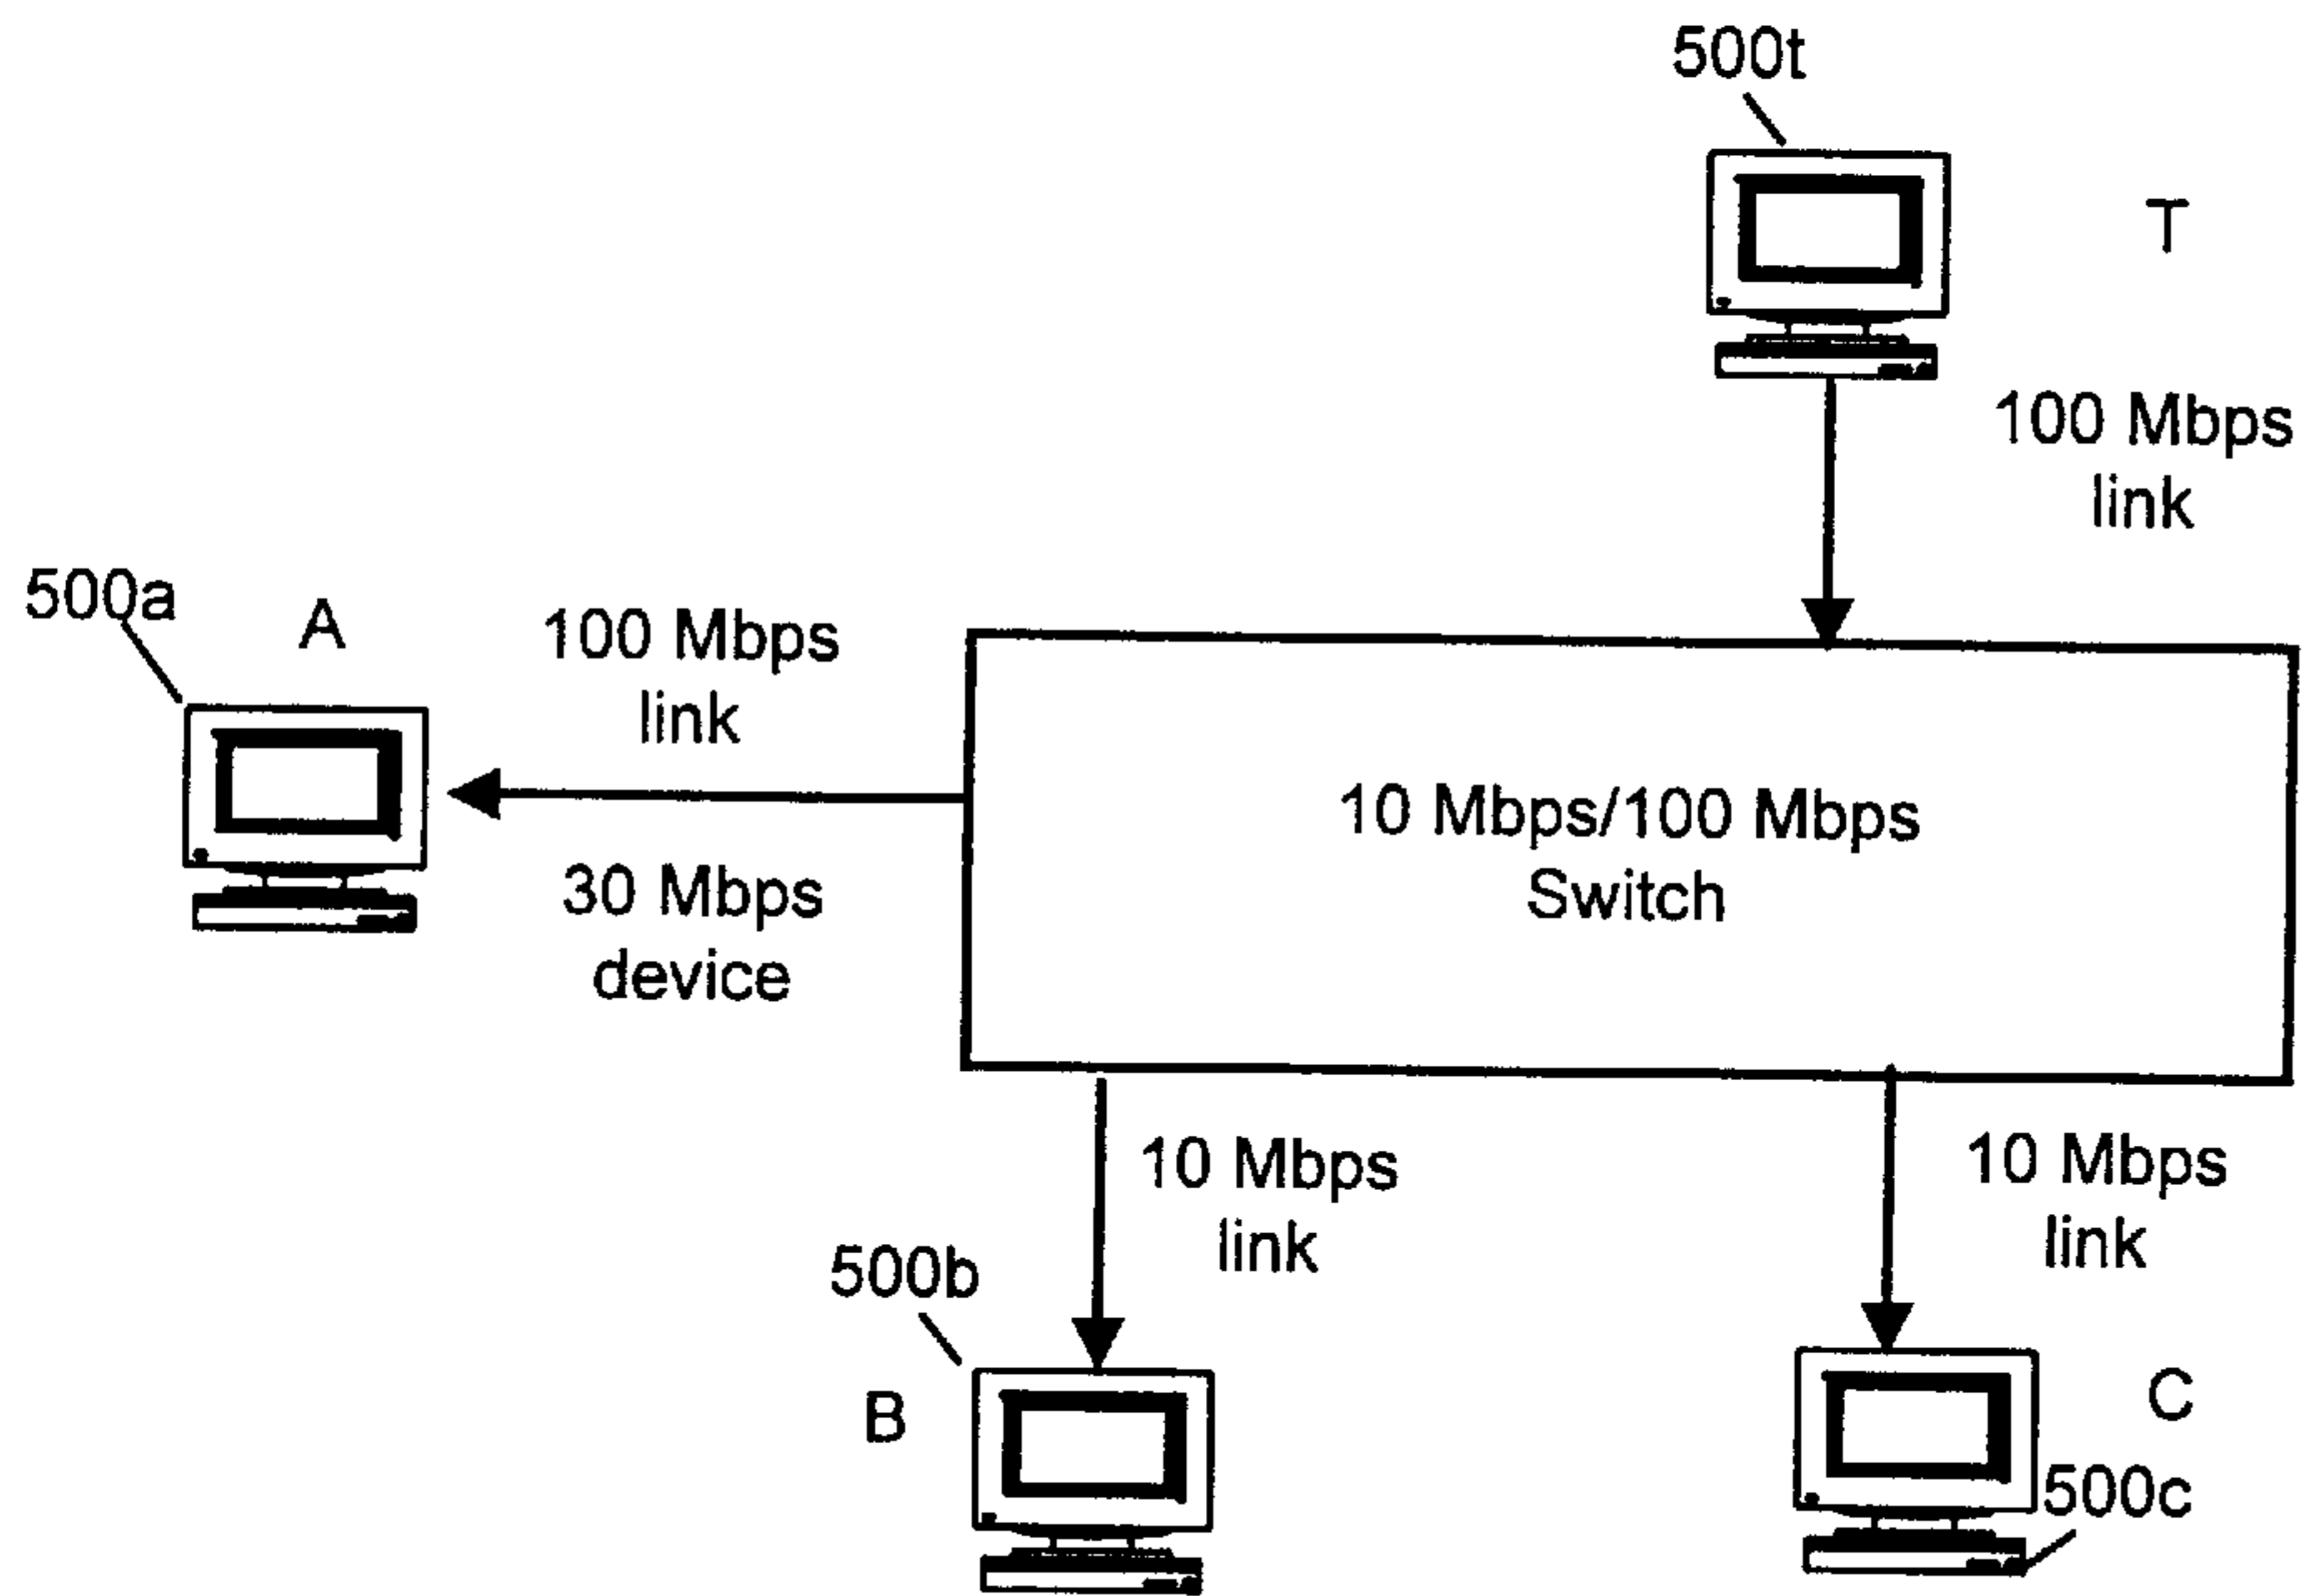 500t
T
100 Mbps
link
500a
A
100 Mbps
link
10 Mbps/100 Mbps
Switch
30 Mbps
device
10 Mbps
link
10 Mbps
link
500b
B
C
500c